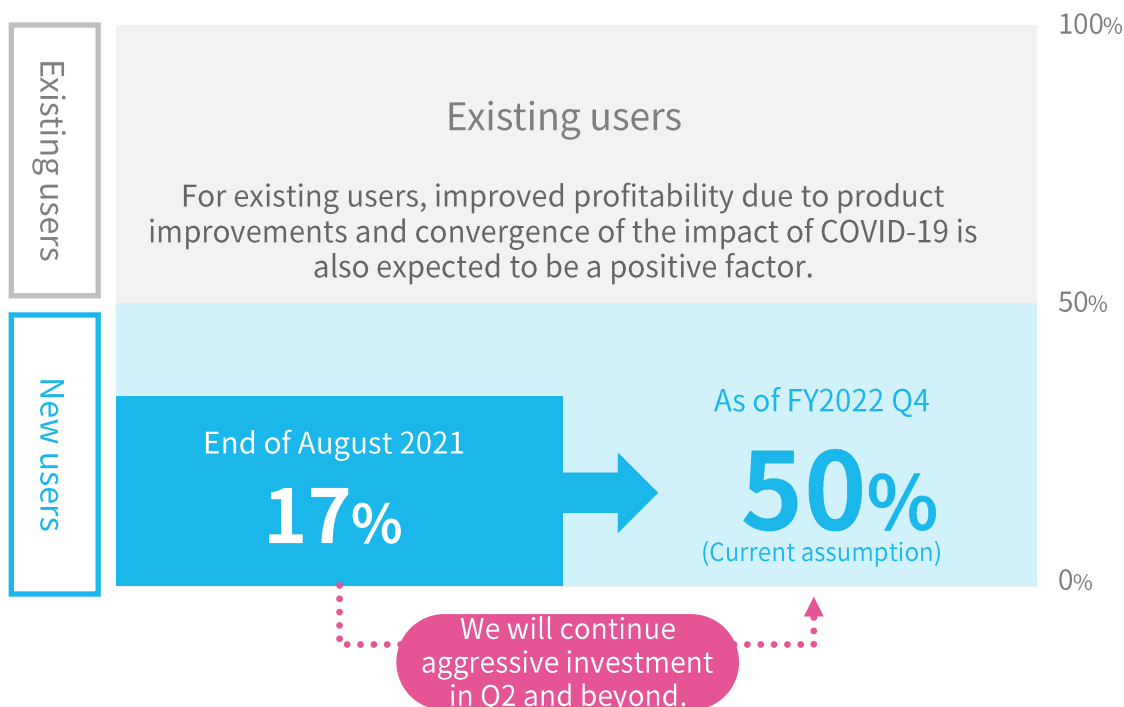 100%
Existing users
Existing users
For existing users, improved profitability due to product
improvements and convergence of the impact of COVID-19 is
also expected to be a positive factor.
50%
New users
End of August 2021
17%
As of FY2022 Q4
50%
(Current assumption)
0%
We will continue
aggressive investment
in Q2 and beyond.